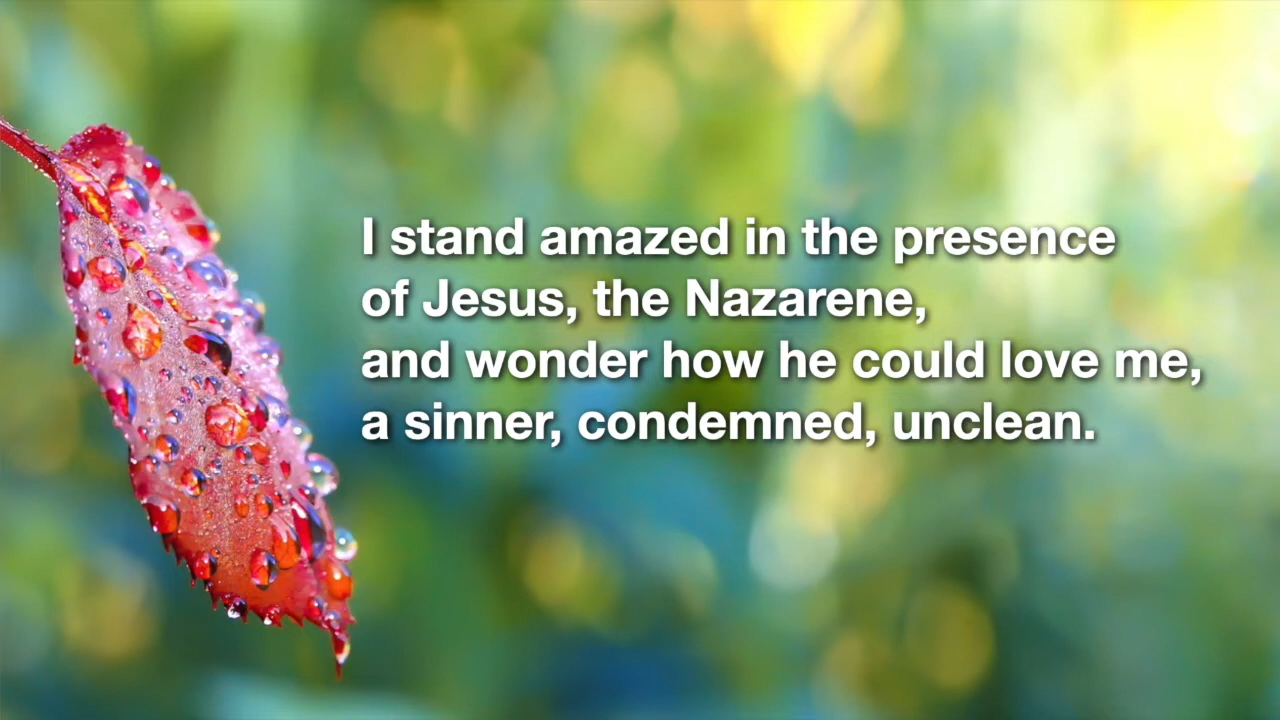 I stand amazed in the presence
of Jesus, the Nazarene,
and wonder how he could love me,
a sinner, condemned, unclean.